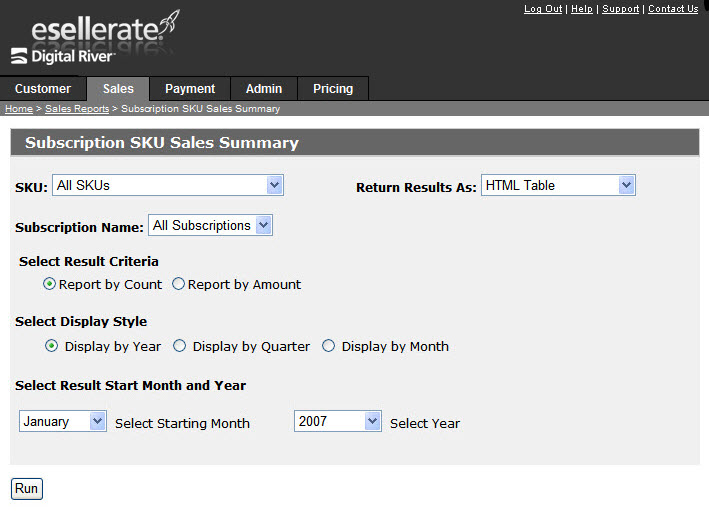 Log Out | Help | Support | Contact Us
esellerate.
Digital River
Customer Sales Payment Admin Pricing
Home > Sales Reports > Subscription SKU Sales Summary
Subscription SKU Sales Summary
SKU: All SKUs Return Results As: HTML Table
Subscription Name: All Subscriptions
Select Result Criteria
Report by Count Report by Amount
Select Display Style
Display by Year Display by Quarter Display by Month
Select Result Start Month and Year
January Select Starting Month 2007 Select Year
Run